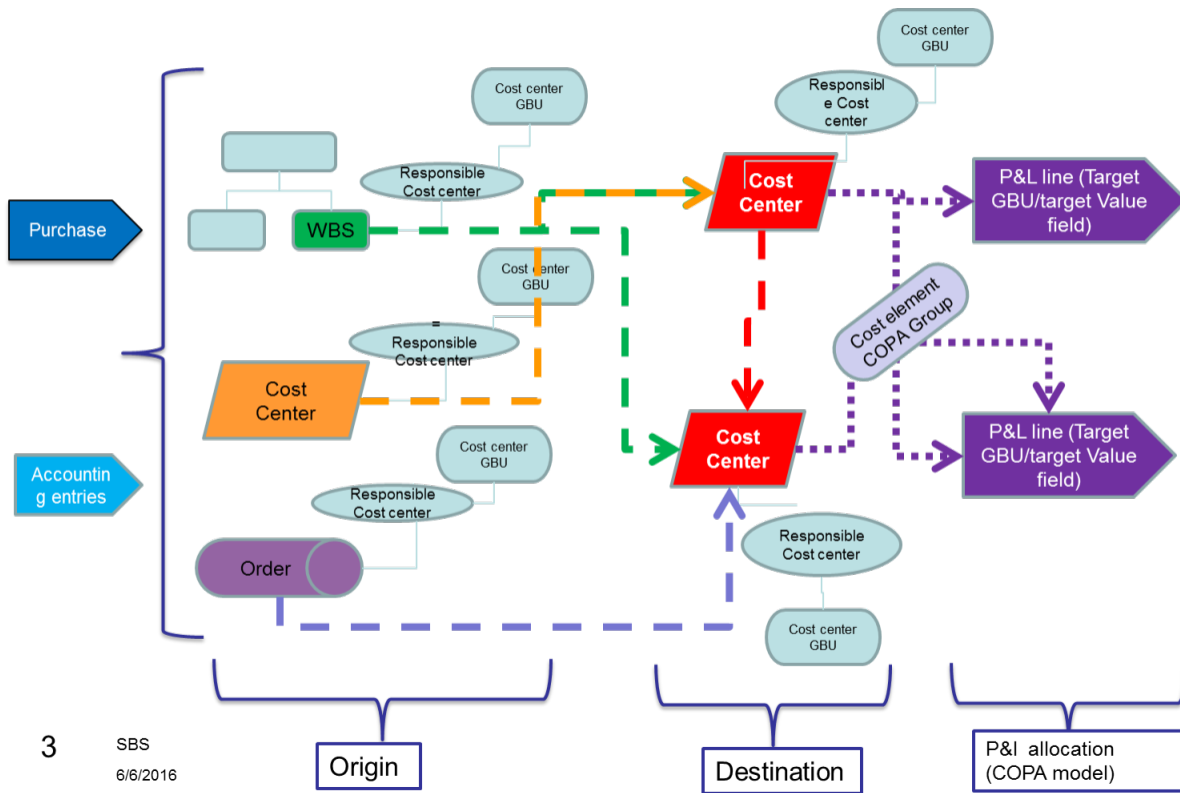 Cost center
GBU
Cost center
GBU
Responsibl
e Cost
center
Responsible
Cost center
Cost
Center
P&L line (Target
GBU/target Value
field)
Purchase
WBS
Cost center
GBU
Cost element
COPA Group
=
Responsible
Cost center
Cost
Center
Cost
Center
P&L line (Target
GBU/target Value
field)
Cost center
GBU
Accountin
g entries
Responsible
Cost center
Responsible
Cost center
Order
Cost center
GBU
3
SBS
6/6/2016
Origin
Destination
P&I allocation
(COPA model)